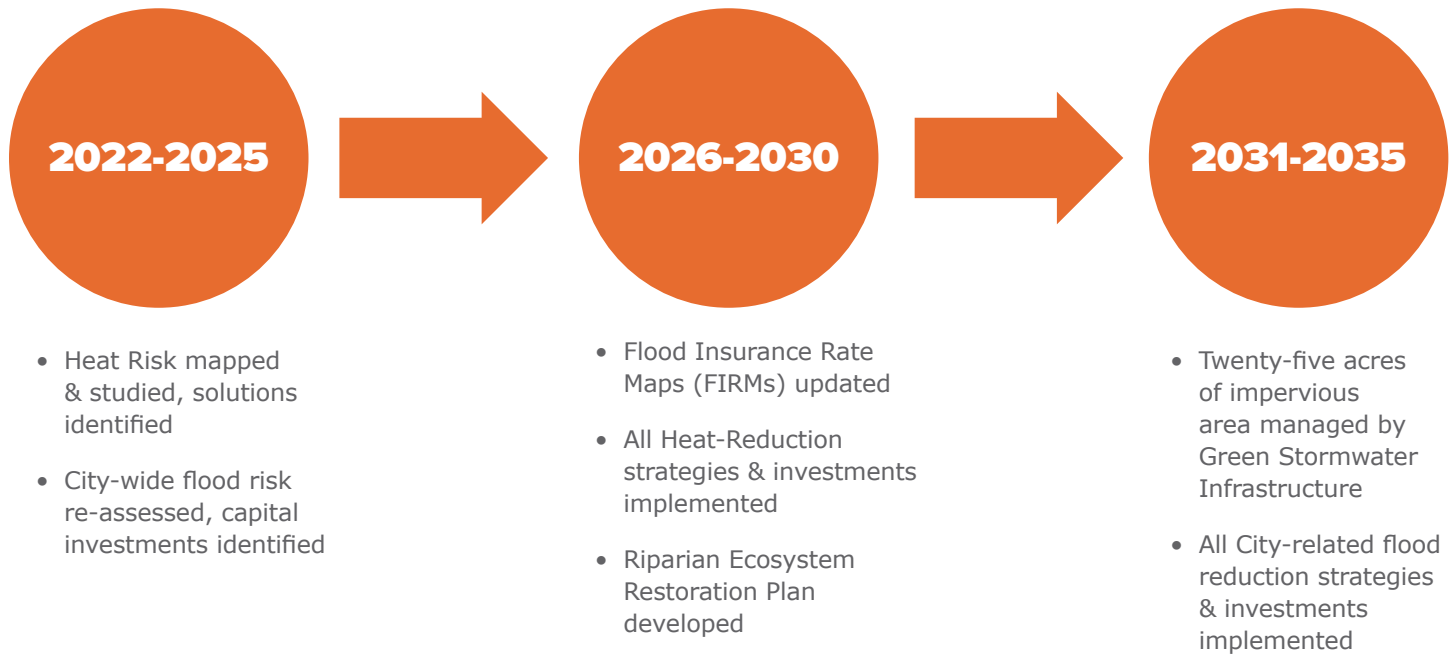 2022-2025
• Heat Risk mapped
& studied, solutions
identified
• City-wide flood risk
re-assessed, capital
investments identified
2026-2030
• Flood Insurance Rate
Maps (FIRMs) updated
• All Heat-Reduction
strategies & investments
implemented
• Riparian Ecosystem
Restoration Plan
developed
2031-2035
• Twenty-five acres
of impervious
area managed by
Green Stormwater
Infrastructure
• All City-related flood
reduction strategies
& investments
implemented